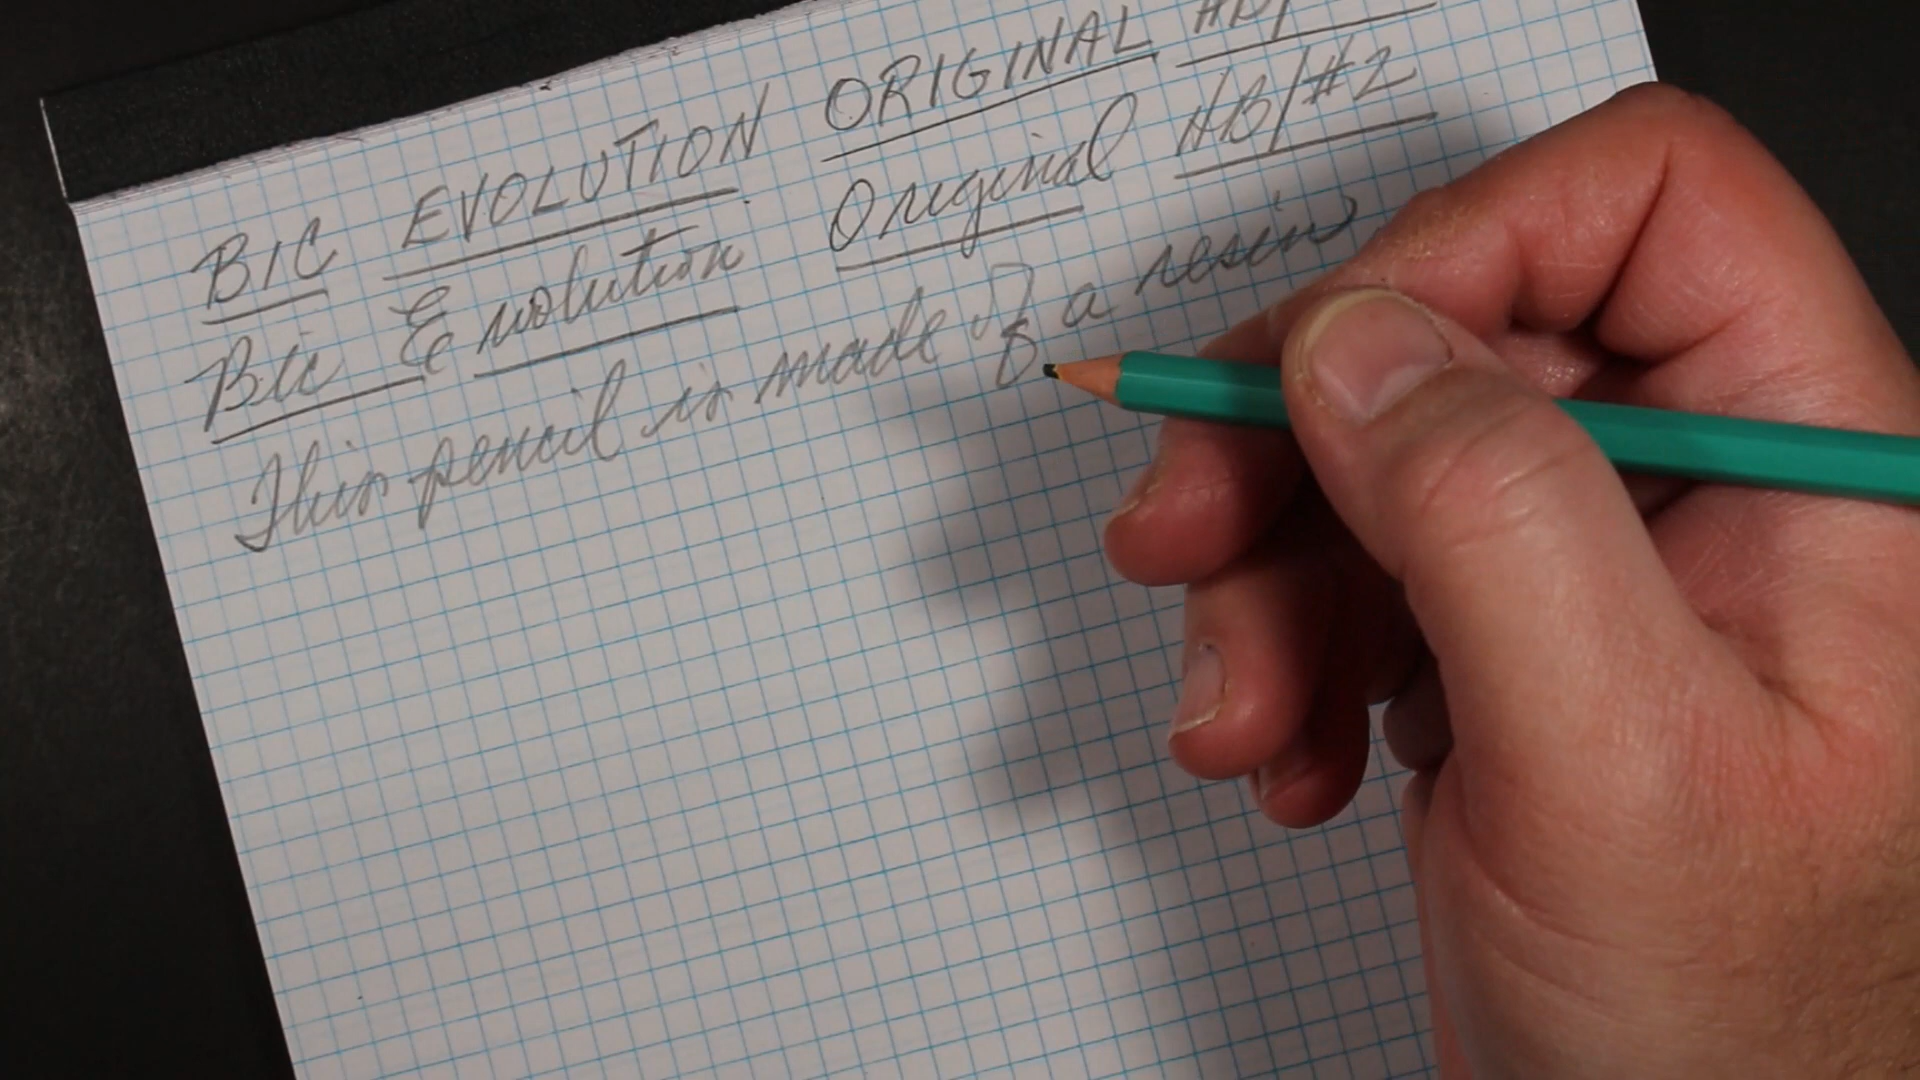 BIC EVOLUTION ORIGINAL HB/
Bic Evolution Original HB/#2
This pencil is made of a resin